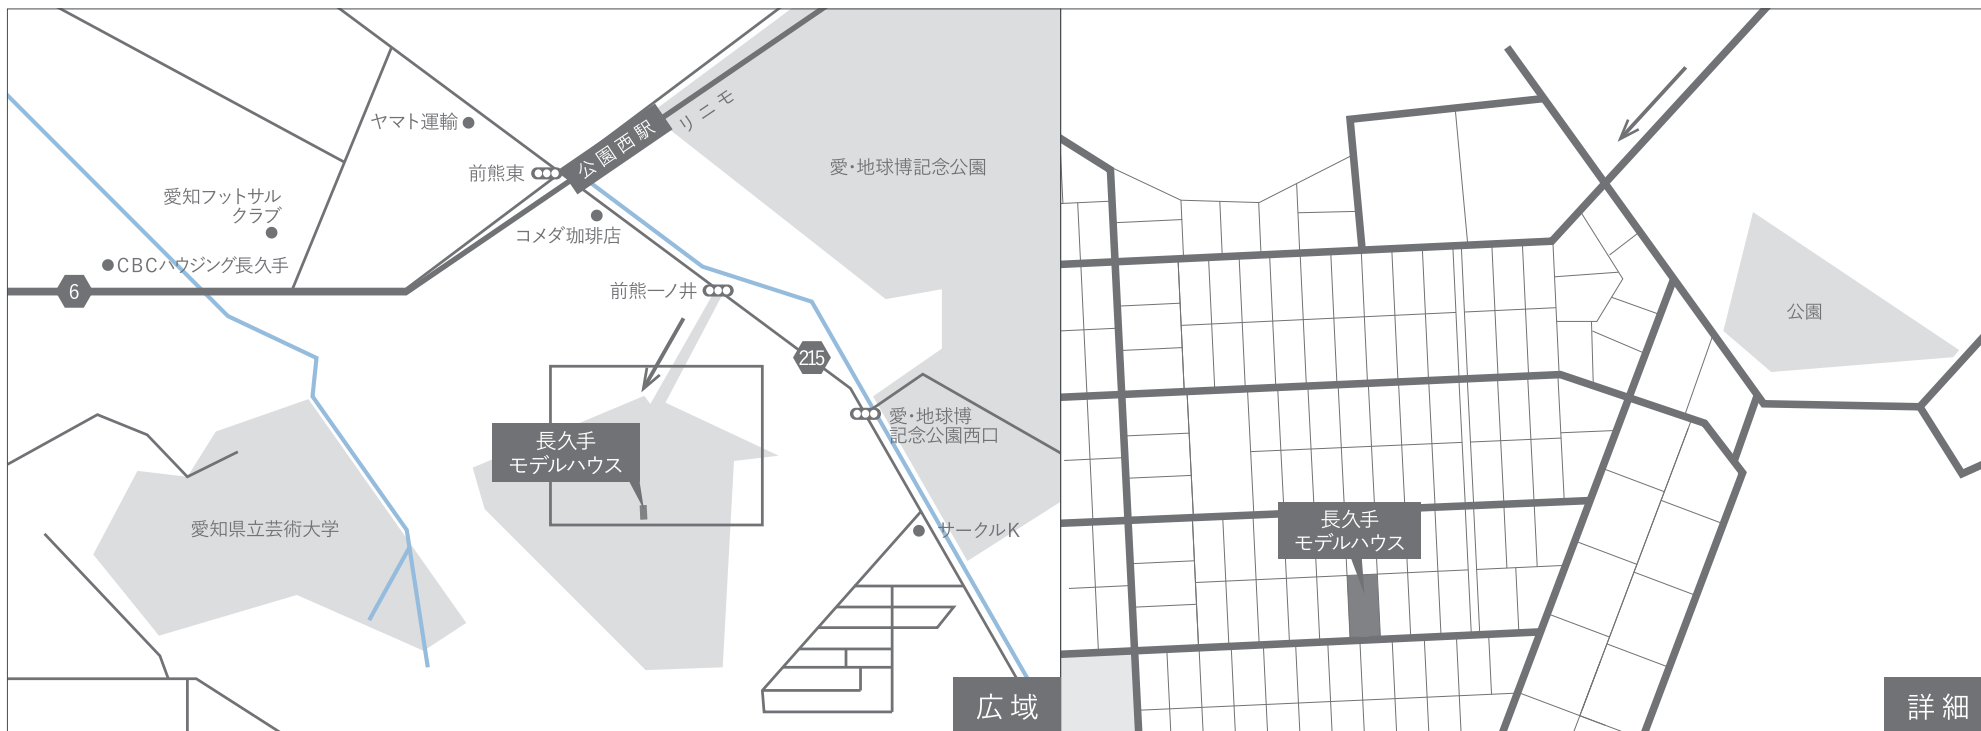 リニモ
ヤマト運輸
公園西駅
前熊東
愛・地球博記念公園
愛知フットサル
クラブ
コメダ珈琲店
CBCハウジング長久手
6
前熊一ノ井
215
愛・地球博
記念公園西口
長久手
モデルハウス
愛知県立芸術大学
サークルK
広域
公園
長久手
モデルハウス
詳細